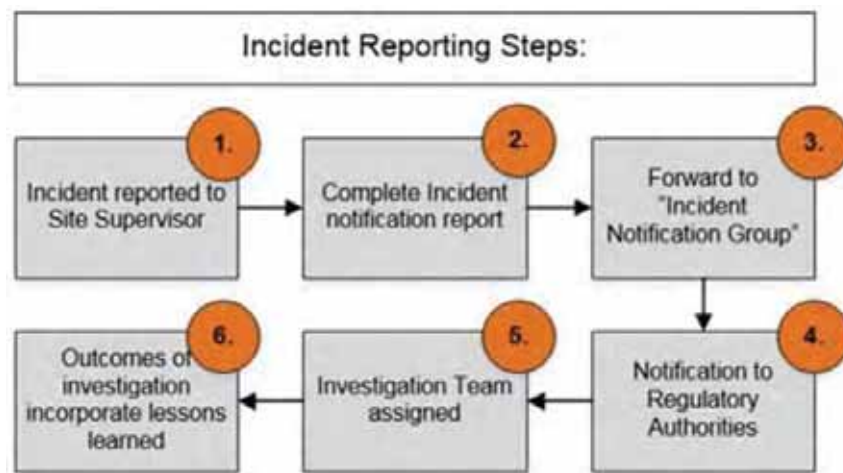 Incident Reporting Steps:
1.
Incident reported to
Site Supervisor
2.
Complete Incident
notification report
3.
Forward to
"Incident
Notification Group"
4.
Notification to
Regulatory
Authorities
5.
Investigation Team
assigned
6.
Outcomes of
investigation
incorporate lessons
learned